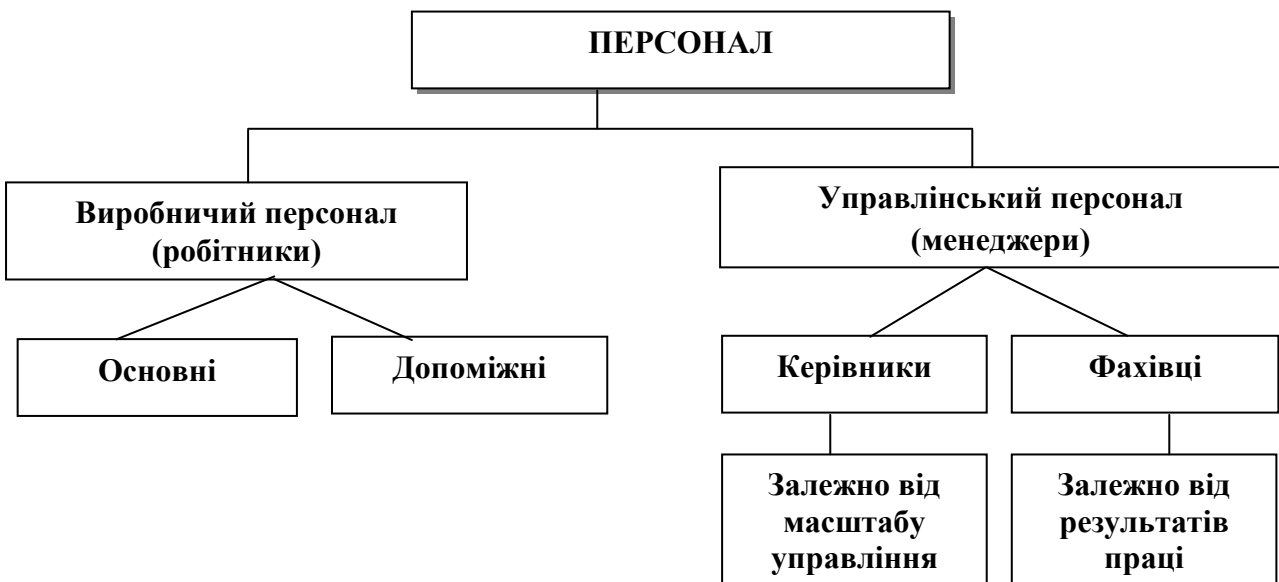 ПЕРСОНАЛ
Виробничий персонал
(робітники)
Управлінський персонал
(менеджери)
Основні
Допоміжні
Керівники
Фахівці
Залежно від
масштабу
управління
Залежно від
результатів
праці